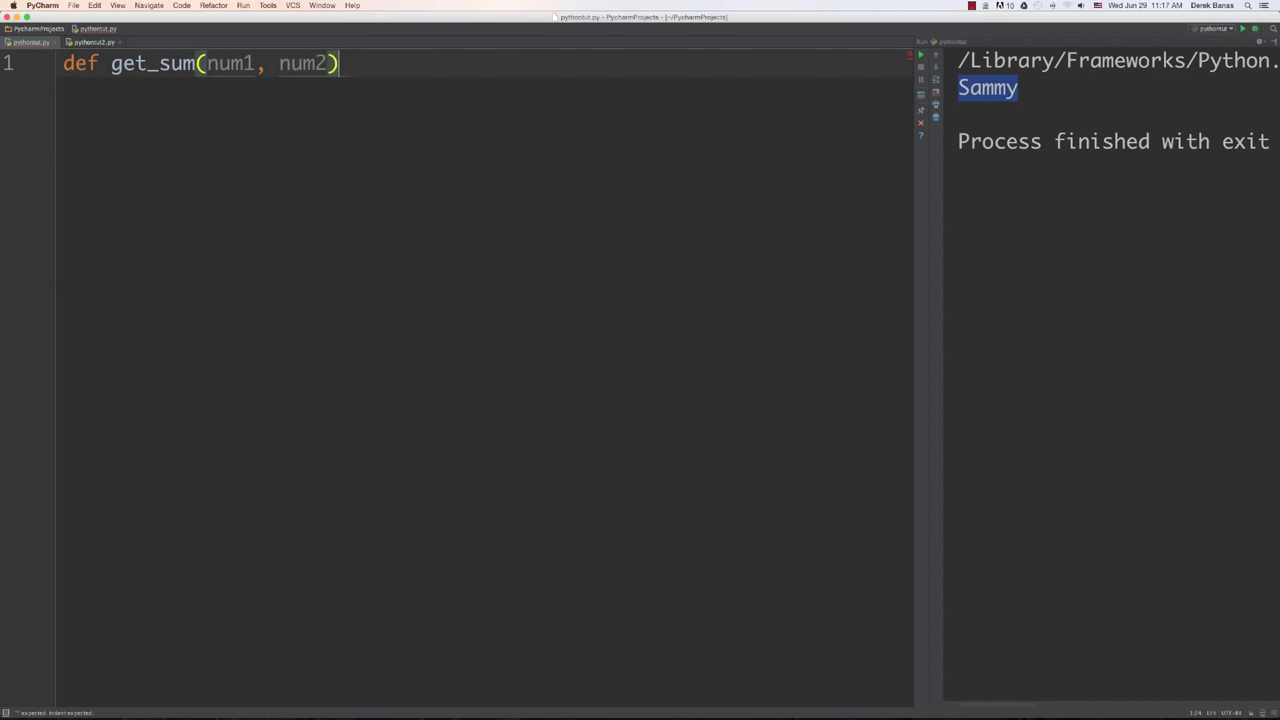 PyCharm File Edit View Navigate Code Refactor Run Tools VCS Window Help
10 Wed Jun 29 11:17 AM Derek Banas
pythontut.py - PycharmProjects - [~/PycharmProjects]
PycharmProjects pythontut.py
pythontut
pythontut.py pythontut2.py
Run pythontut
1 def get_sum(num1, num2)
/Library/Frameworks/Python.
Sammy
Process finished with exit
':' expected. Indent expected.
1:24 LF÷ UTF-8÷